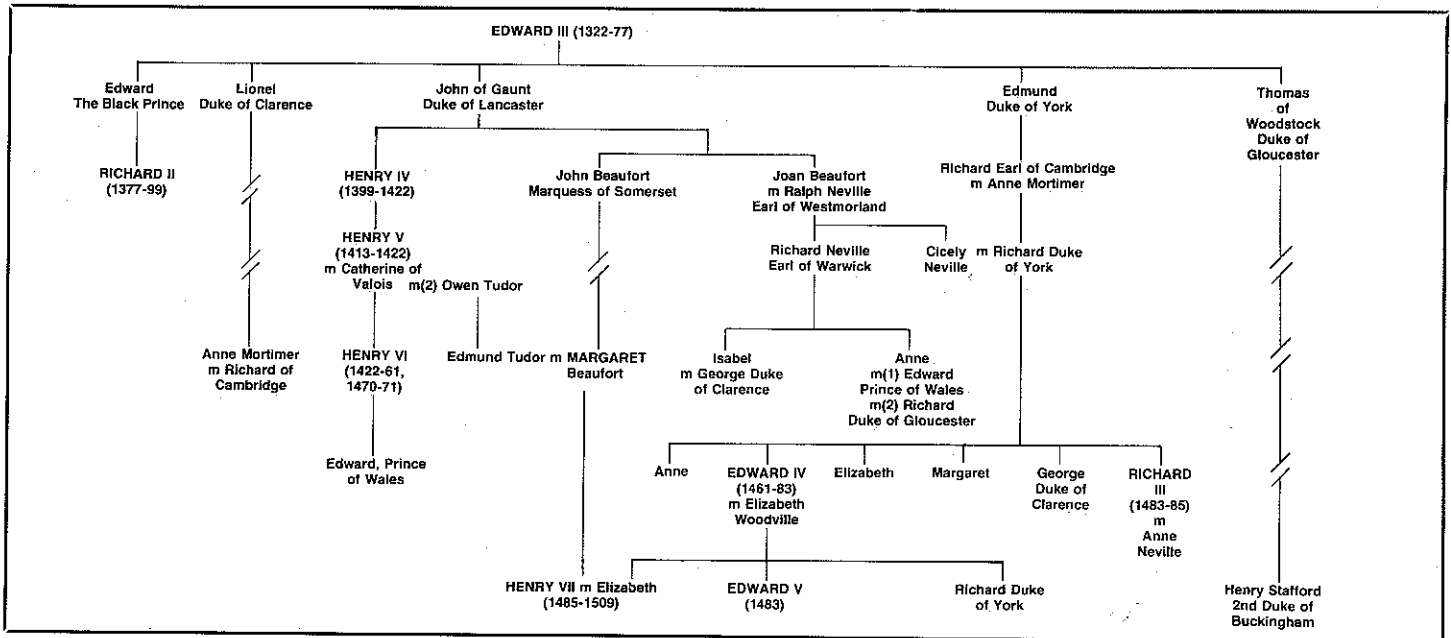 EDWARD III (1322-77)
Edward
The Black Prince
Lionel
Duke of Clarence
John of Gaunt
Duke of Lancaster
Edmund
Duke of York
Thomas
of
Woodstock
Duke of
Gloucester
RICHARD II
(1377-99)
HENRY IV
(1399-1422)
John Beaufort
Marquess of Somerset
Joan Beaufort
m Ralph Neville
Earl of Westmorland
Richard Earl of Cambridge
m Anne Mortimer
HENRY V
(1413-1422)
m Catherine of
Valois
m(2) Owen Tudor
Richard Neville
Earl of Warwick
Cicely
Neville
m Richard Duke
of York
Anne Mortimer
m Richard of
Cambridge
HENRY VI
(1422-61,
1470-71)
Edmund Tudor m MARGARET
Beaufort
Isabel
m George Duke
of Clarence
Anne
m(1) Edward
Prince of Wales
m(2) Richard
Duke of Gloucester
Edward, Prince
of Wales
Anne
EDWARD IV
(1461-83)
m Elizabeth
Woodville
Elizabeth
Margaret
George
Duke of
Clarence
RICHARD
III
(1483-85)
m
Anne
Neville
HENRY VII m Elizabeth
(1485-1509)
EDWARD V
(1483)
Richard Duke
of York
Henry Stafford
2nd Duke of
Buckingham